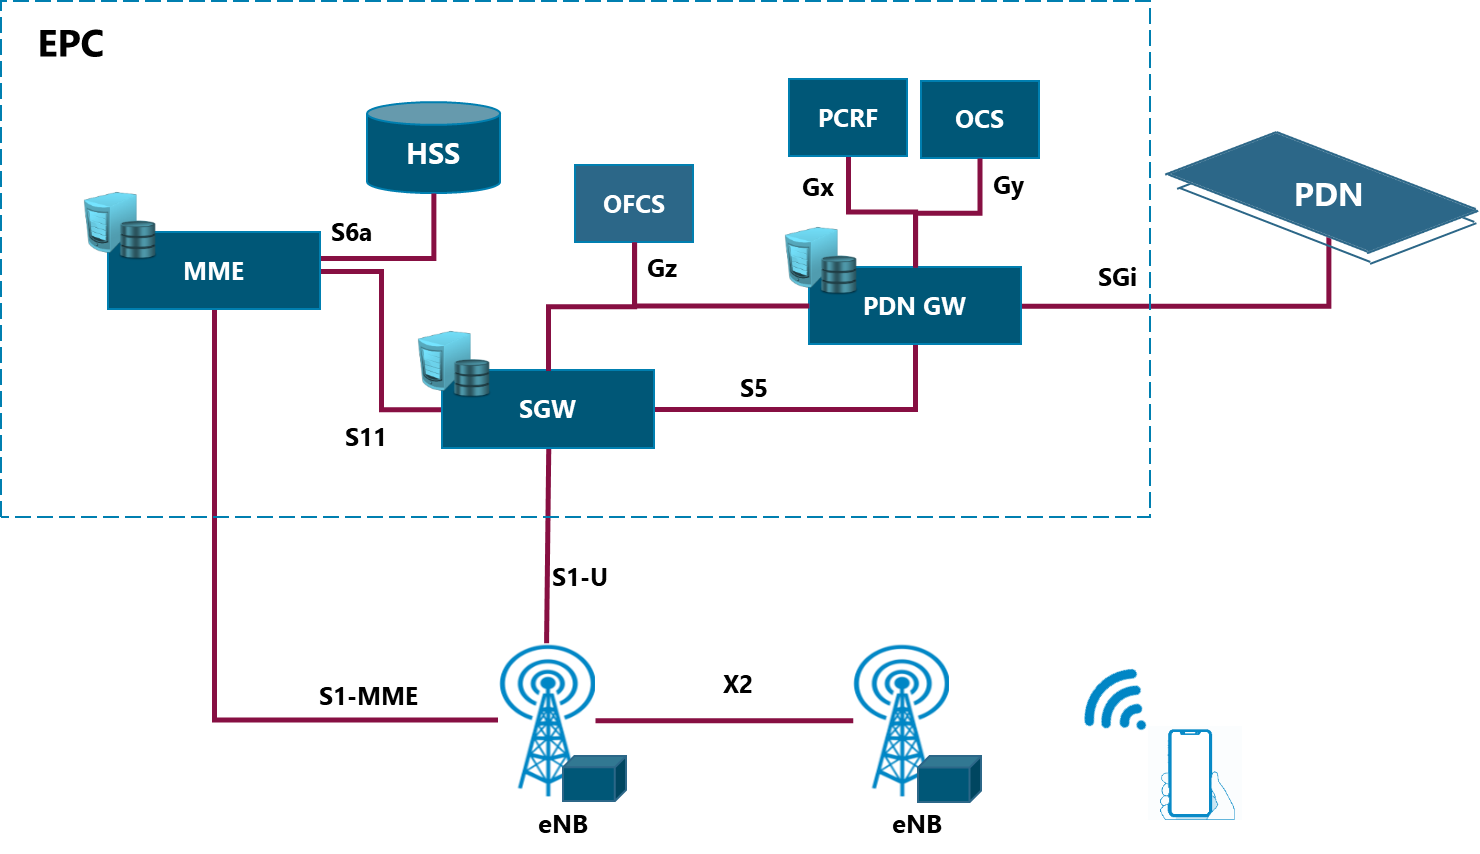 EPC
PCRF
OCS
HSS
Gx
Gy
PDN
OFCS
S6a
MME
Gz
SGi
PDN GW
S5
SGW
S11
S1-U
S1-MME
X2
eNB
eNB